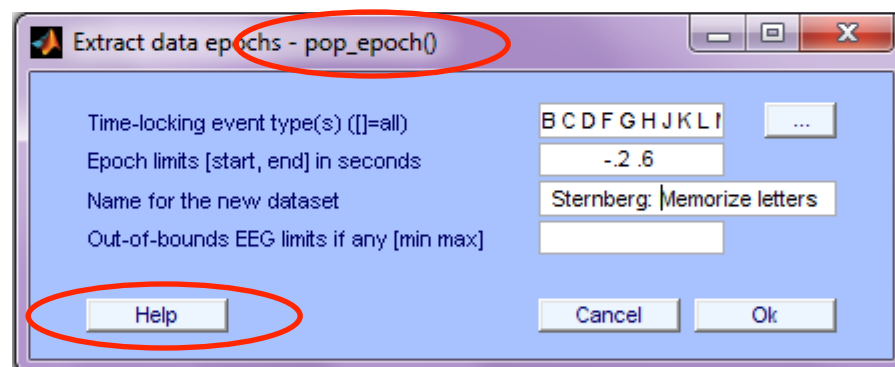 Extract data epochs - pop_epoch()
Time-locking event type(s) ([]=all) B C D F G H J K L ...
Epoch limits [start, end] in seconds -.2 .6
Name for the new dataset Sternberg: Memorize letters
Out-of-bounds EEG limits if any [min max]
Help Cancel Ok